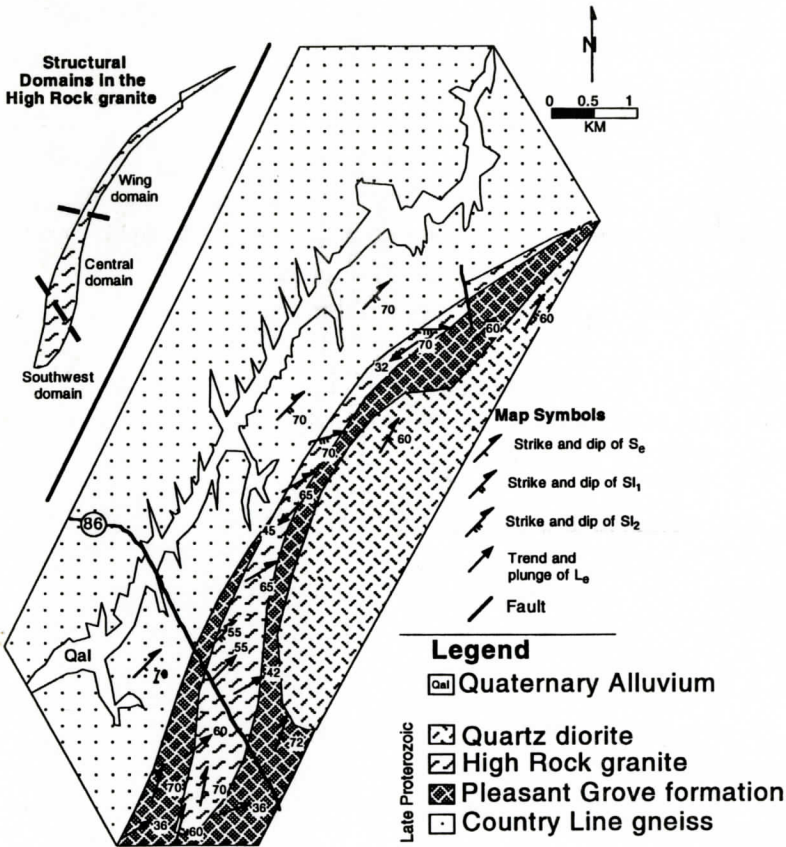 Structural
Domains in the
High Rock granite
Wing
domain
Central
domain
Southwest
domain
N
0 0.5 1
KM
70
60
60
70
32
60
70
70
65
45
65
86
55
55
Qal
42
60
72
70
70
36
36
60
Map Symbols
Strike and dip of Se
Strike and dip of Sl1
Strike and dip of Sl2
Trend and
plunge of Le
Fault
Legend
Qal Quaternary Alluvium
Late Proterozoic
Quartz diorite
High Rock granite
Pleasant Grove formation
Country Line gneiss